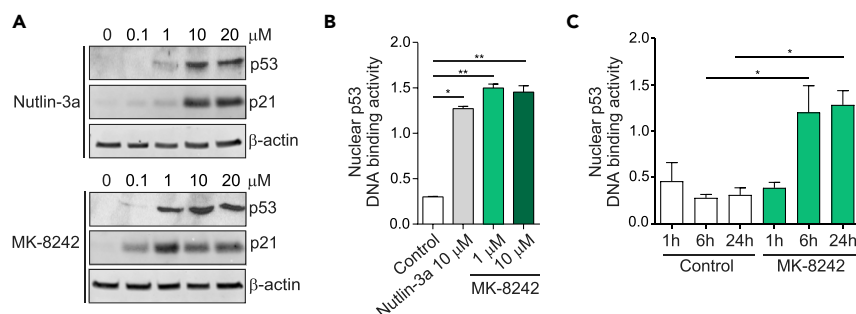 A
0 0.1 1 10 20 μM
p53
Nutlin-3a
p21
β-actin
0 0.1 1 10 20 μM
p53
MK-8242
p21
β-actin
B
Nuclear p53
DNA binding activity
2.0
1.5
1.0
0.5
0.0
*
**
**
Control
Nutlin-3a 10 μM
1 μM
10 μM
MK-8242
C
Nuclear p53
DNA binding activity
2.0
1.5
1.0
0.5
0.0
*
*
1h 6h 24h 1h 6h 24h
Control MK-8242